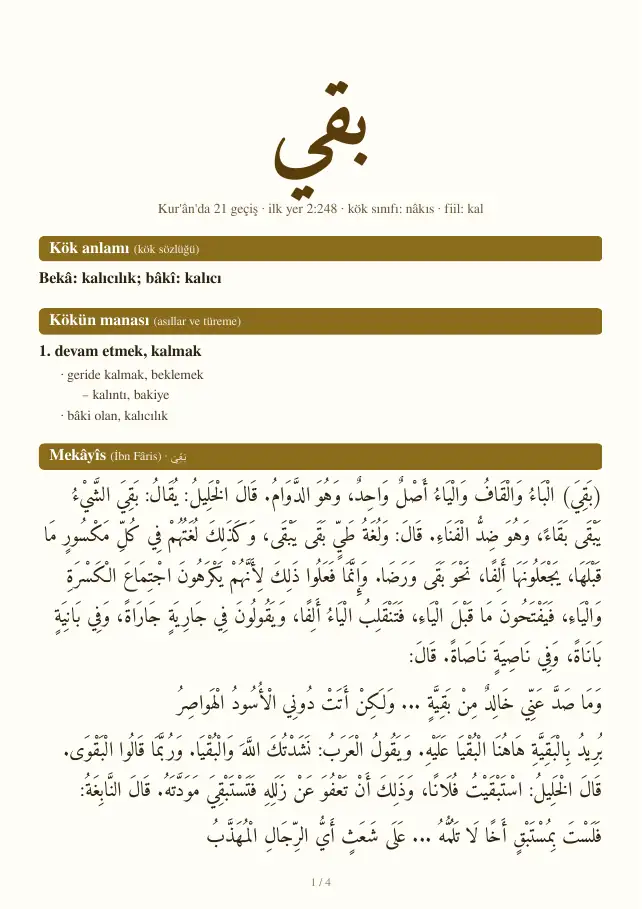 بقي
Kur'ân'da 21 geçiş · ilk yer 2:248 · kök sınıfı: nâkıs · fiil: kal
Kök anlamı (kök sözlüğü)
Bekâ: kalıcılık; bâkî: kalıcı
Kökün manası (asıllar ve türeme)
1. devam etmek, kalmak
· geride kalmak, beklemek
– kalıntı, bakiye
· bâki olan, kalıcılık
Mekâyîs (İbn Fâris) · بَقِيَ
(بَقِيَ) الْبَاءُ وَالْقَافُ وَالْيَاءُ أَصْلٌ وَاحِدٌ، وَهُوَ الدَّوَامُ. قَالَ الْخَلِيلُ: يُقَالُ: بَقِيَ الشَّيْءُ
يَبْقَى بَقَاءً، وَهُوَ ضِدُّ الْفَنَاءِ. قَالَ: وَلُغَةُ طَيٍّ بَقَى يَبْقَى، وَكَذَلِكَ لُغَتُهُمْ فِي كُلِّ مَكْسُورٍ مَا
قَبْلَهَا، يَجْعَلُونَهَا أَلِفًا، نَحْوَ بَقَى وَرَضَا. وَإِنَّمَا فَعَلُوا ذَلِكَ لِأَنَّهُمْ يَكْرَهُونَ اجْتِمَاعَ الْكَسْرَةِ
وَالْيَاءِ، فَيَفْتَحُونَ مَا قَبْلَ الْيَاءِ، فَتَنْقَلِبُ الْيَاءُ أَلِفًا، وَيَقُولُونَ فِي جَارِيَةٍ جَارَاةً، وَفِي بَانِيَةٍ
بَانَاةً، وَفِي نَاصِيَةٍ نَاصَاةً. قَالَ:
وَمَا صَدَّ عَنِّي خَالِدٌ مِنْ بَقِيَّةٍ ... وَلَكِنْ أَتَتْ دُونِي الْأُسُودُ الْهَوَاصِرُ
يُرِيدُ بِالْبَقِيَّةِ هَاهُنَا الْبُقْيَا عَلَيْهِ. وَيَقُولُ الْعَرَبُ: نَشَدْتُكَ اللَّهَ وَالْبُقْيَا. وَرُبَّمَا قَالُوا الْبَقْوَى.
قَالَ الْخَلِيلُ: اسْتَبْقَيْتُ فُلَانًا، وَذَلِكَ أَنْ تَعْفُوَ عَنْ زَلَلِهِ فَتَسْتَبْقِي مَوَدَّتَهُ. قَالَ النَّابِغَةُ:
فَلَسْتَ بِمُسْتَبْقٍ أَخًا لَا تَلُمُّهُ ... عَلَى شَعَثٍ أَيُّ الرِّجَالِ الْمُهَذَّبُ
1 / 4